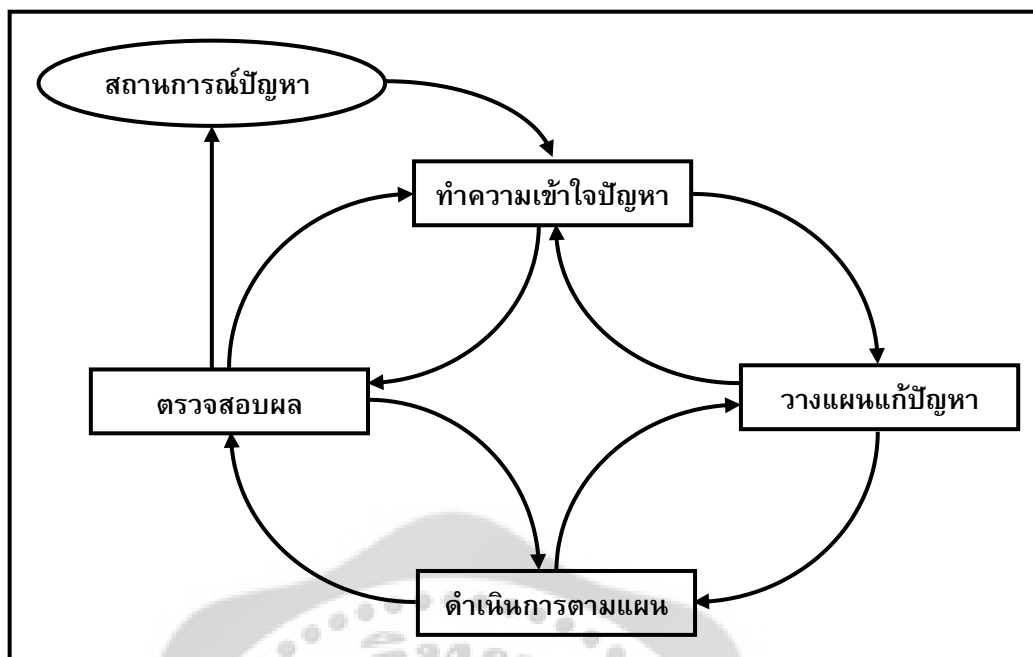 สถานการณ์ปัญหา
ทำความเข้าใจปัญหา
ตรวจสอบผล
วางแผนแก้ปัญหา
ดำเนินการตามแผน